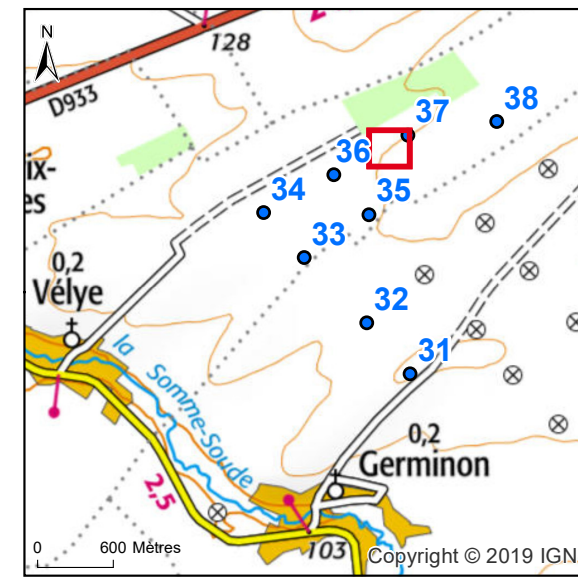 N
128
D933
38
37
36
35
34
33
32
31
ix-
es
0,2
Vélye
la Somme-Soude
0,2
Germinon
2,5
103
0 600 Mètres
Copyright © 2019 IGN